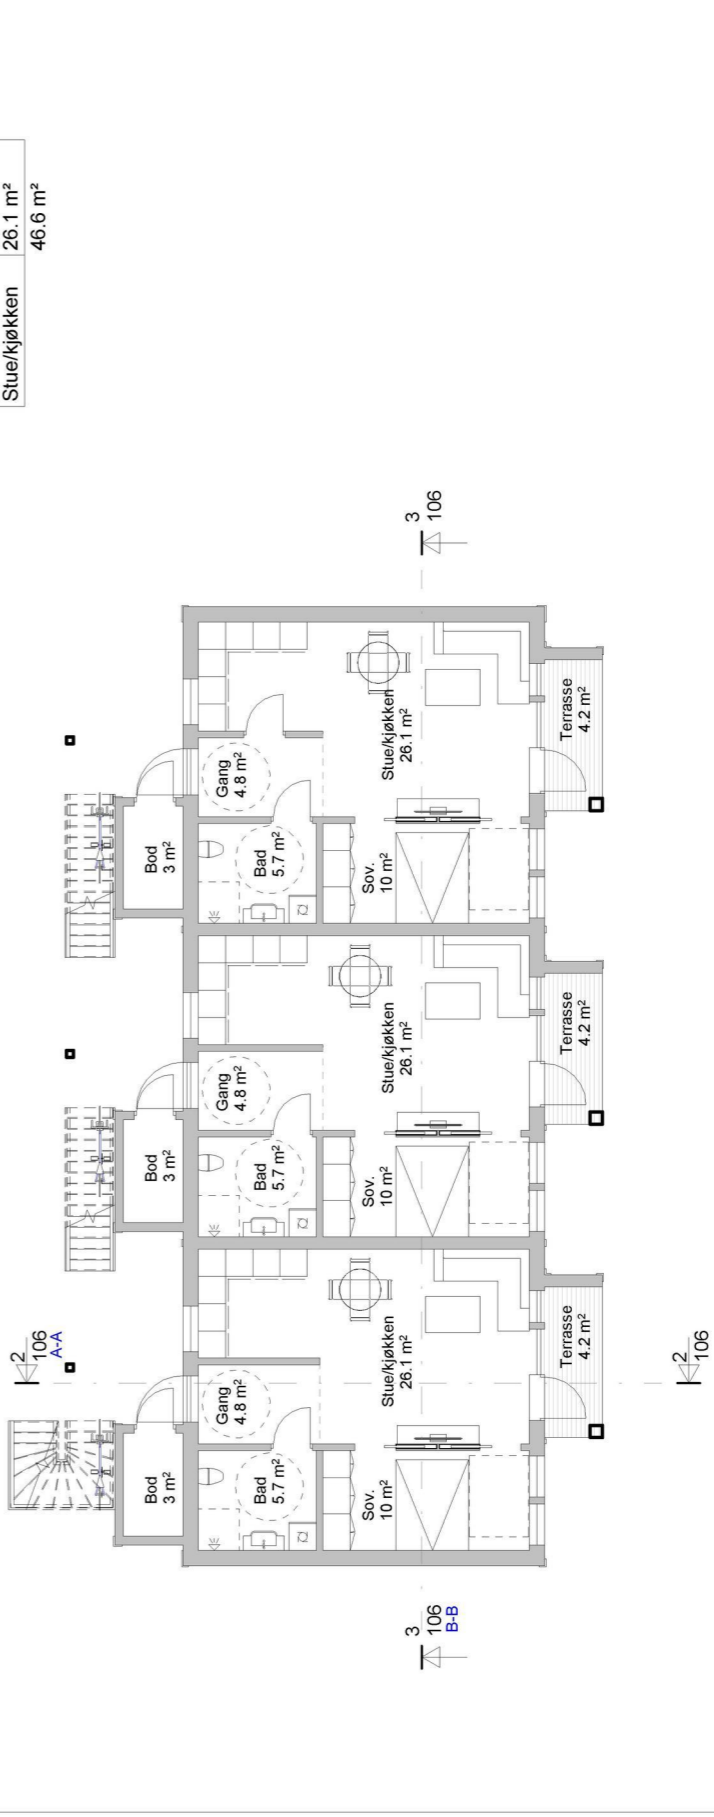 Stue/kjøkken 26.1 m²
46.6 m²
3
106
Bod
3 m²
Gang
4.8 m²
Bad
5.7 m²
Stue/kjøkken
26.1 m²
Sov.
10 m²
Terrasse
4.2 m²
Bod
3 m²
Gang
4.8 m²
Bad
5.7 m²
Stue/kjøkken
26.1 m²
Sov.
10 m²
Terrasse
4.2 m²
2
106
A-A
Bod
3 m²
Gang
4.8 m²
Bad
5.7 m²
Stue/kjøkken
26.1 m²
Sov.
10 m²
Terrasse
4.2 m²
2
106
3
106
B-B